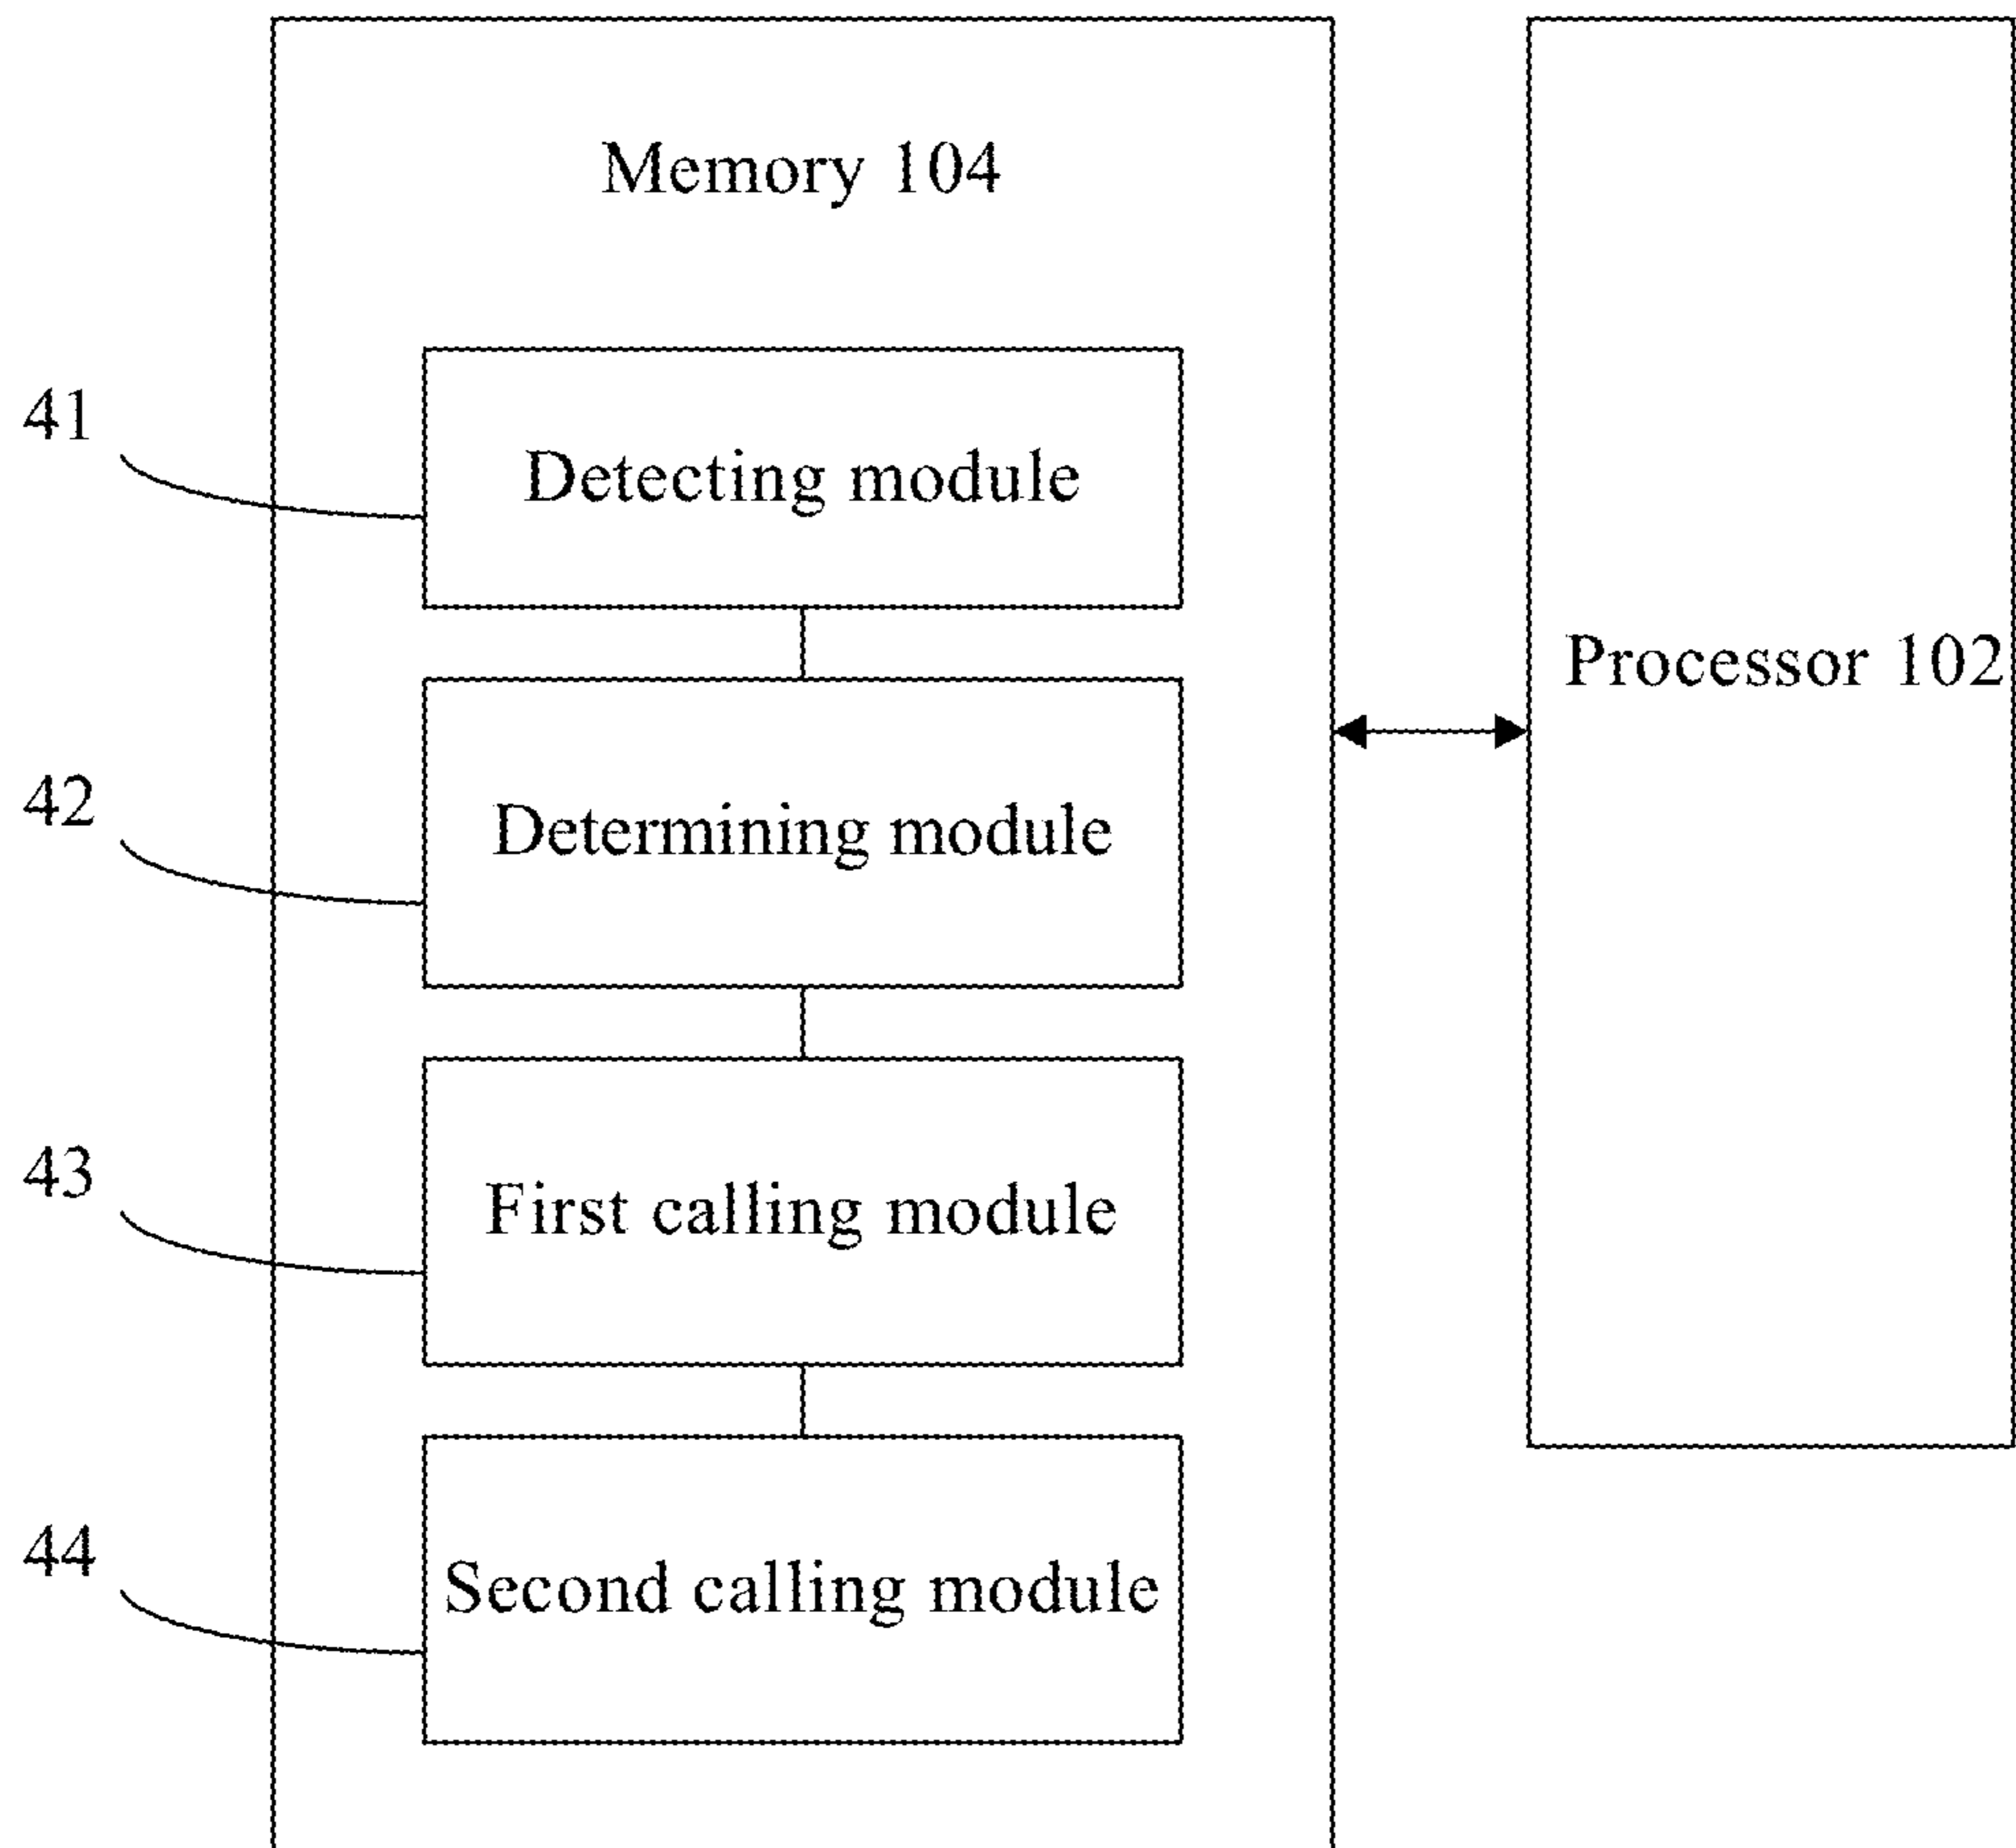 Memory 104
41
Detecting module
Processor 102
42
Determining module
43
First calling module
44
Second calling module